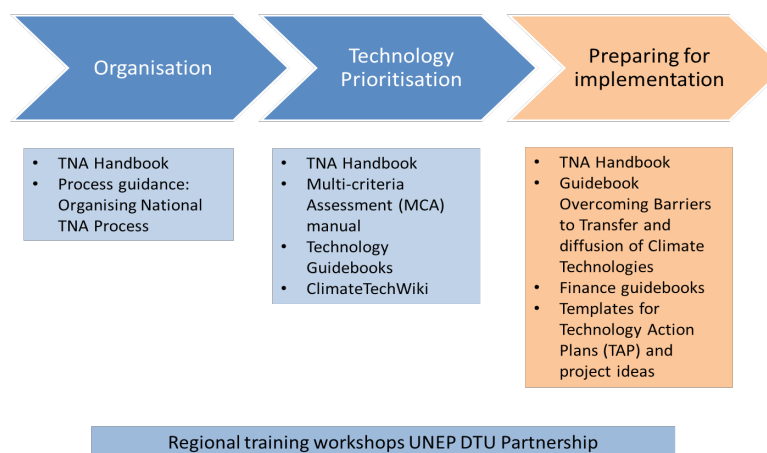 Organisation
Technology
Prioritisation
Preparing for
implementation
• TNA Handbook
• Process guidance:
Organising National
TNA Process
• TNA Handbook
• Multi-criteria
Assessment (MCA)
manual
• Technology
Guidebooks
• ClimateTechWiki
• TNA Handbook
• Guidebook
Overcoming Barriers
to Transfer and
diffusion of Climate
Technologies
• Finance guidebooks
• Templates for
Technology Action
Plans (TAP) and
project ideas
Regional training workshops UNEP DTU Partnership